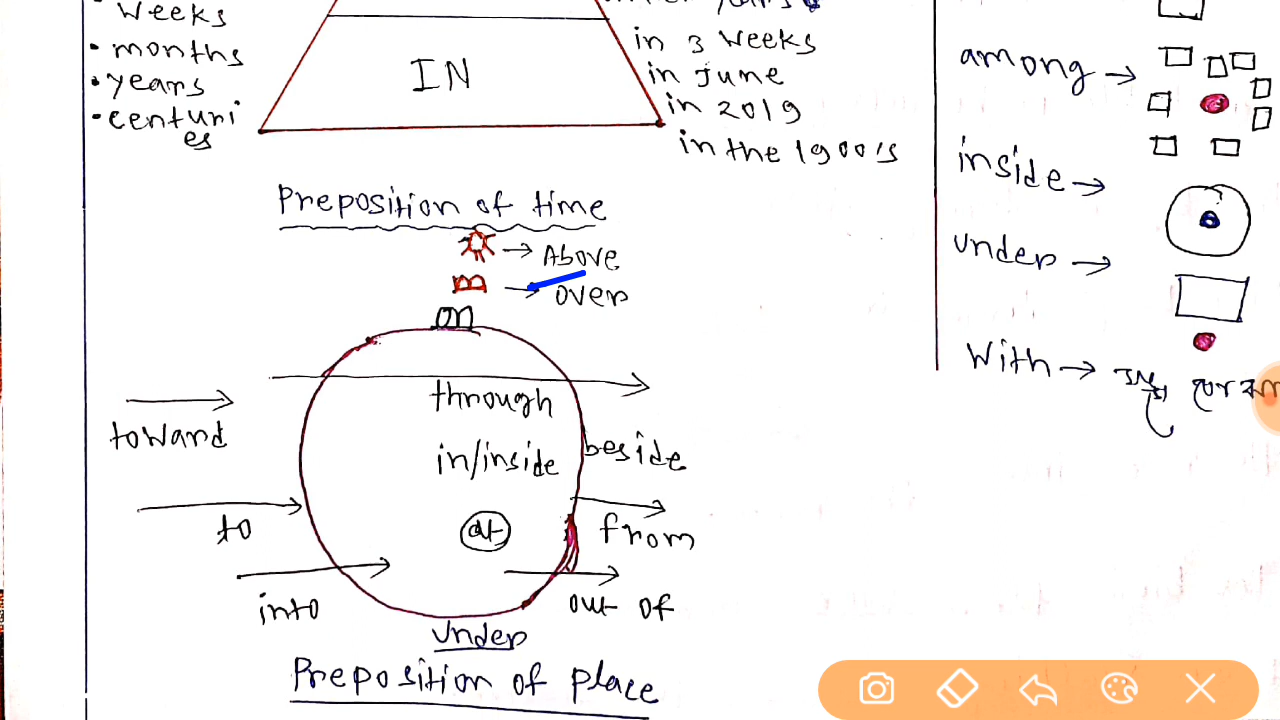 weeks
• months
• years
• centuri
es
IN
in 3 weeks
in june
in 2019
in the 1900's
Preposition of time
Above
over
on
through
toward
in/inside
beside
to
at
from
into
out of
under
Preposition of place
among
inside
under
With